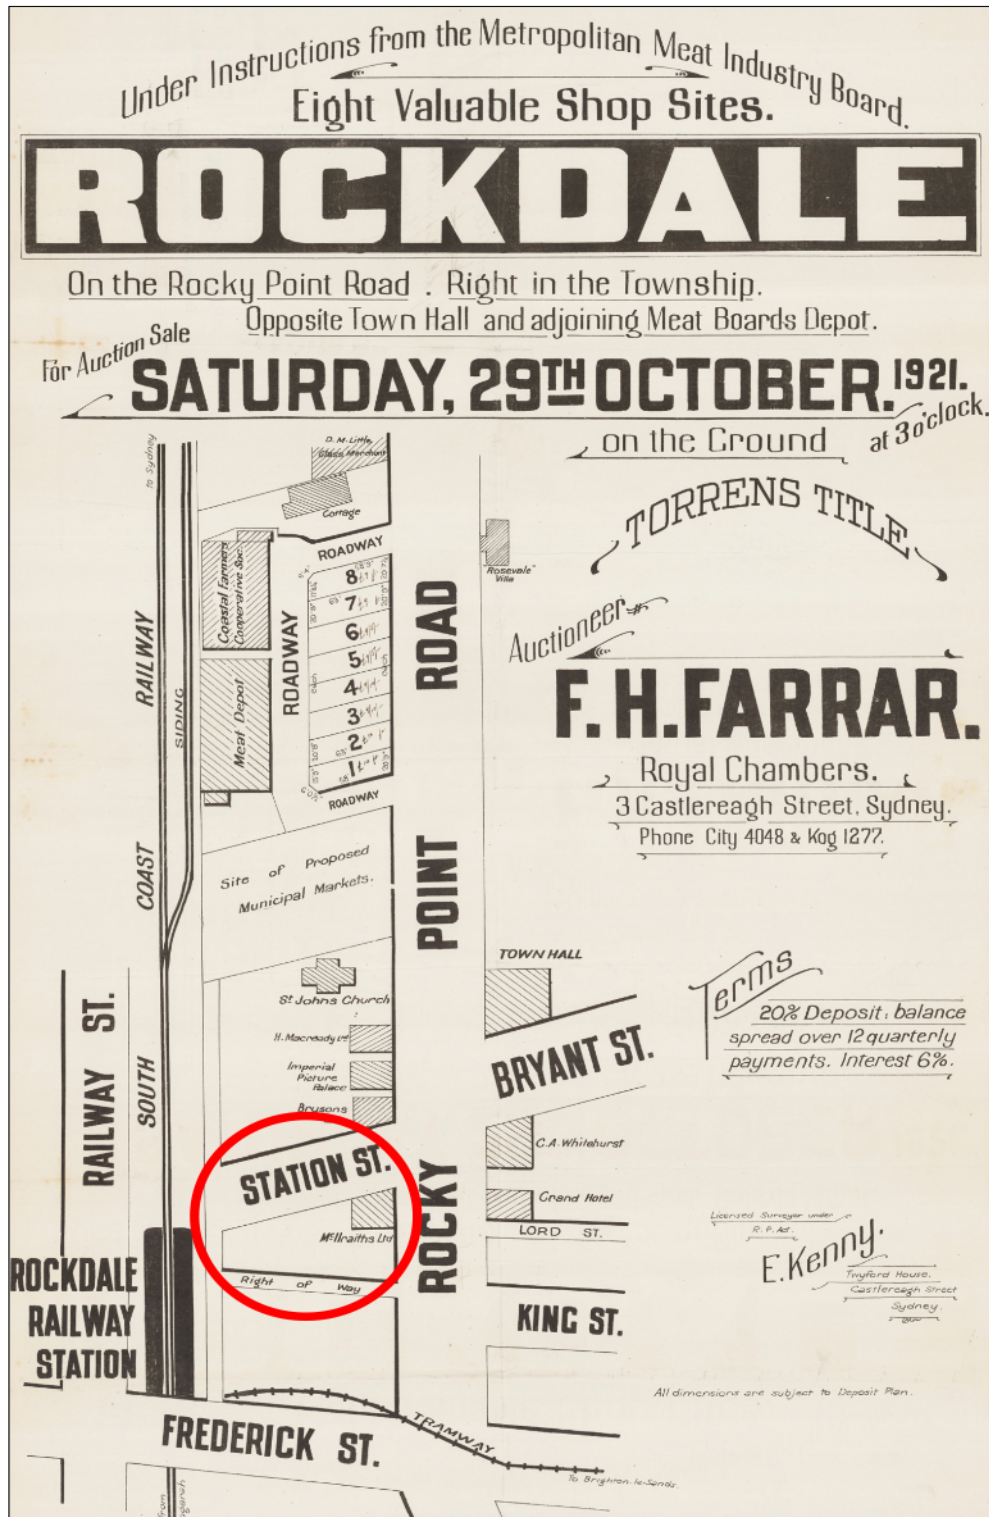 Under Instructions from the Metropolitan Meat Industry Board.
Eight Valuable Shop Sites.
ROCKDALE
On the Rocky Point Road . Right in the Township.
Opposite Town Hall and adjoining Meat Boards Depot.
For Auction Sale
SATURDAY, 29TH OCTOBER. 1921.
on the Ground at 3 o'clock.
TORRENS TITLE.
Auctioneer
F. H. FARRAR.
Royal Chambers.
3 Castlereagh Street, Sydney.
Phone City 4048 & Kog 1277.
Terms
20% Deposit: balance
spread over 12 quarterly
payments. Interest 6%.
Licensed Surveyor under
R. P. Act.
E. Kenny.
Twyford House.
Castlereagh Street
Sydney.
All dimensions are subject to Deposit Plan.
to Sydney
D. M. Little
Glass Merchant
Cottage
ROADWAY
Coastal Farmers
Cooperative Soc.
ROADWAY
8
7
6
5
4
3
2
1
ROADWAY
Meat Depot
SIDING
SOUTH COAST RAILWAY
ROCKY POINT ROAD
"Rosevale"
Villa
Site of Proposed
Municipal Markets.
TOWN HALL
St Johns Church
H. Macready Ltd
Imperial
Picture
Palace
Brysons
BRYANT ST.
RAILWAY ST.
STATION ST.
C. A. Whitehurst
Grand Hotel
LORD ST.
McIlraiths Ltd
Right of Way
KING ST.
ROCKDALE
RAILWAY
STATION
FREDERICK ST.
TRAMWAY
To Brighton-le-Sands.
from